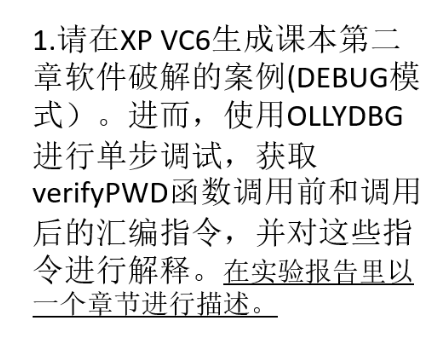 1.请在XP VC6生成课本第二
章软件破解的案例(DEBUG模
式）。进而，使用OLLYDBG
进行单步调试，获取
verifyPWD函数调用前和调用
后的汇编指令，并对这些指
令进行解释。在实验报告里以
一个章节进行描述。